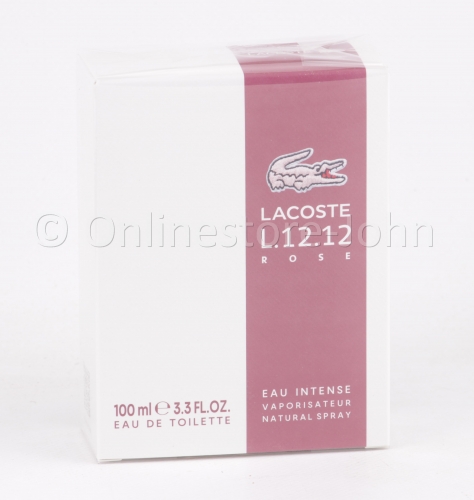 LACOSTE
L.12.12
ROSE
© Onlinestore-John
EAU INTENSE
VAPORISATEUR
NATURAL SPRAY
100 ml ℮ 3.3 FL.OZ.
EAU DE TOILETTE